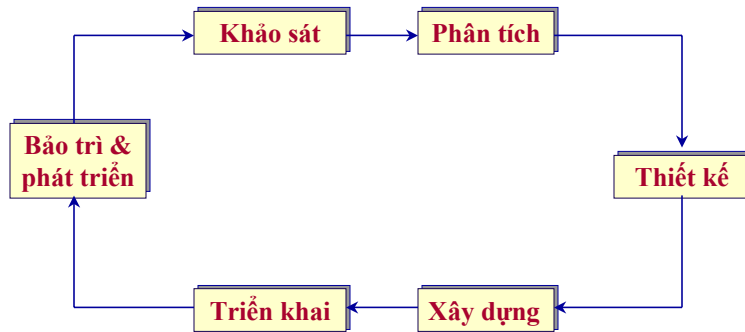 Khảo sát
Phân tích
Thiết kế
Xây dựng
Triển khai
Bảo trì &
phát triển